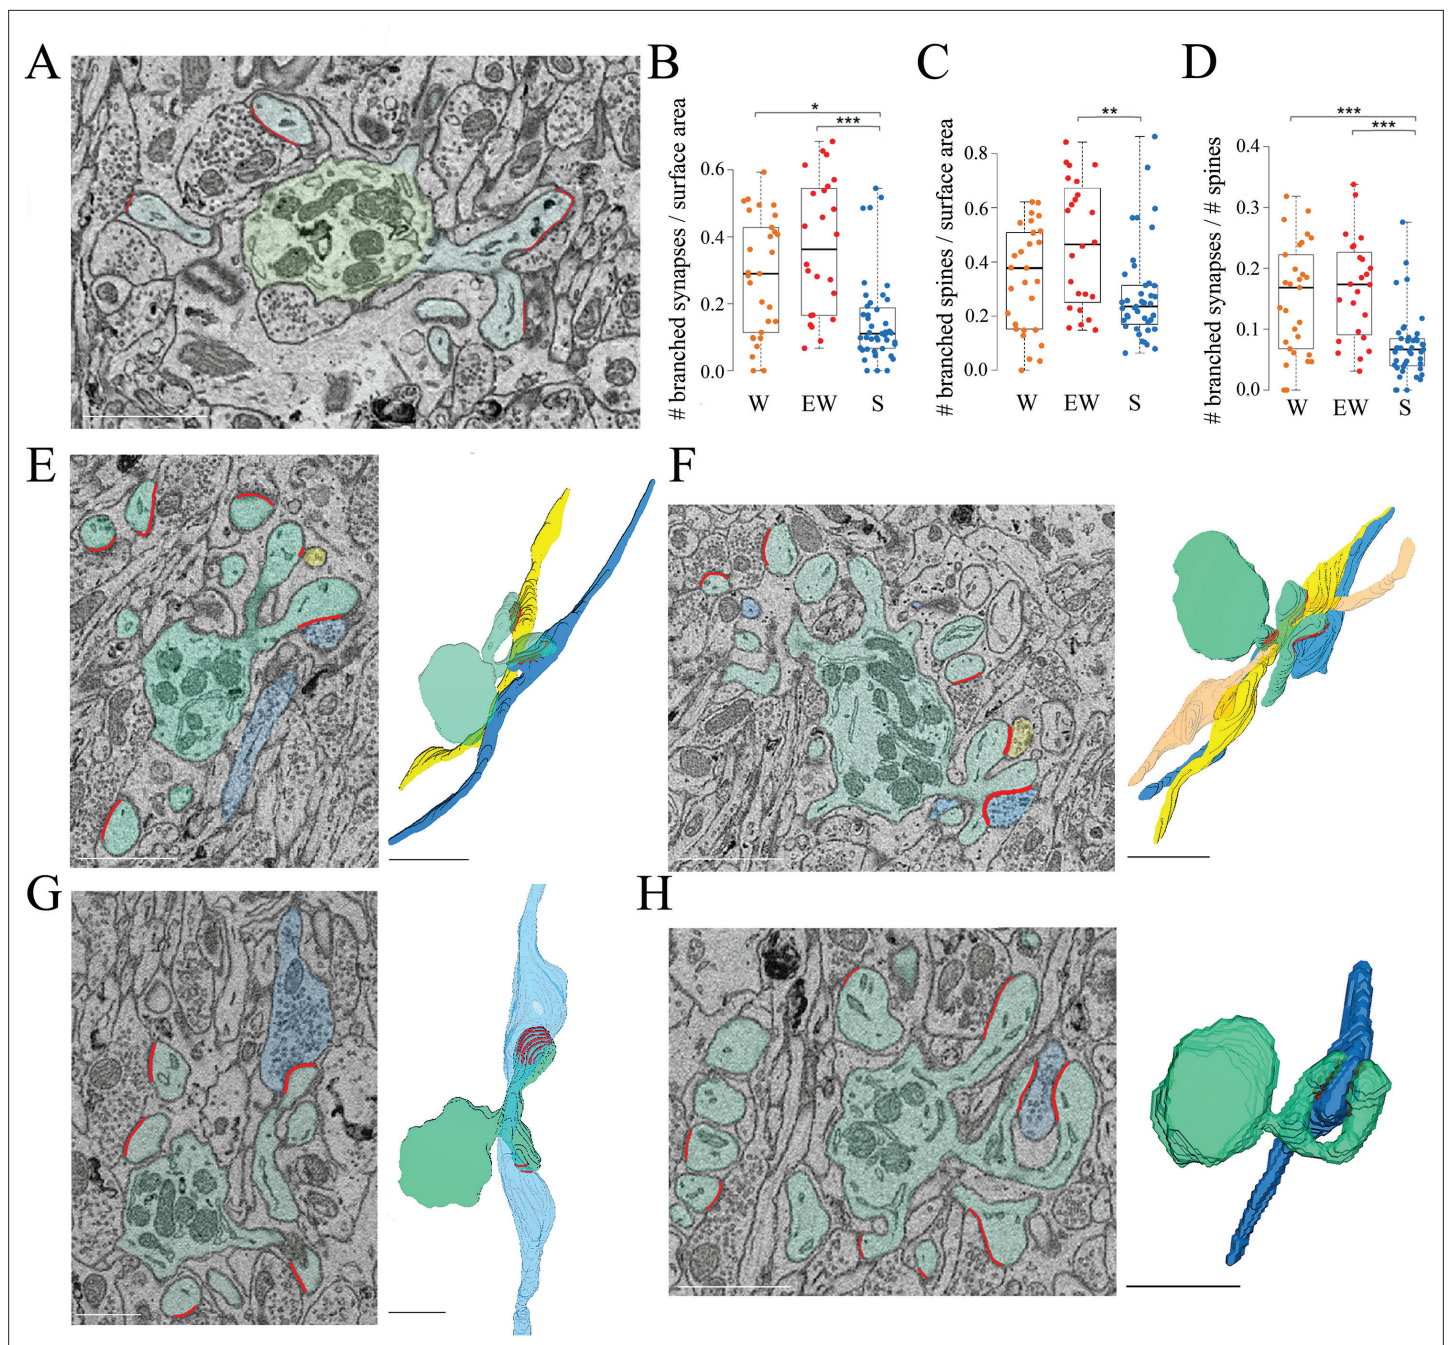 A
B
C
D
# branched synapses / surface area
0.6
0.4
0.2
0.0
*
***
W EW S
# branched spines / surface area
0.8
0.6
0.4
0.2
0.0
**
W EW S
# branched synapses / # spines
0.4
0.3
0.2
0.1
0.0
***
***
W EW S
E
F
G
H